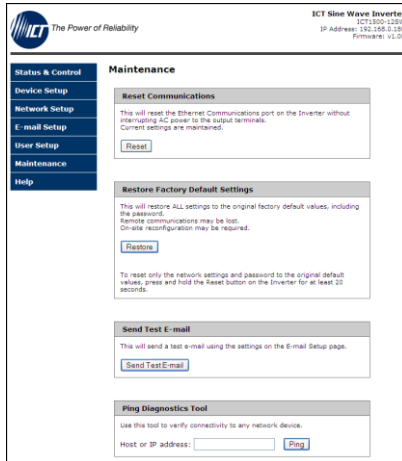 ICT The Power of Reliability
ICT Sine Wave Inverte
ICT1500-12SW
IP Address: 192.168.0.18
Firmware: v1.0
Status & Control
Device Setup
Network Setup
E-mail Setup
User Setup
Maintenance
Help
Maintenance
Reset Communications
This will reset the Ethernet Communications port on the Inverter without
interrupting AC power to the output terminals.
Current settings are maintained.
Reset
Restore Factory Default Settings
This will restore ALL settings to the original factory default values, including
the password.
Remote communications may be lost.
On-site reconfiguration may be required.
Restore
To reset only the network settings and password to the original default
values, press and hold the Reset button on the Inverter for at least 20
seconds.
Send Test E-mail
This will send a test e-mail using the settings on the E-mail Setup page.
Send Test E-mail
Ping Diagnostics Tool
Use this tool to verify connectivity to any network device.
Host or IP address:
Ping